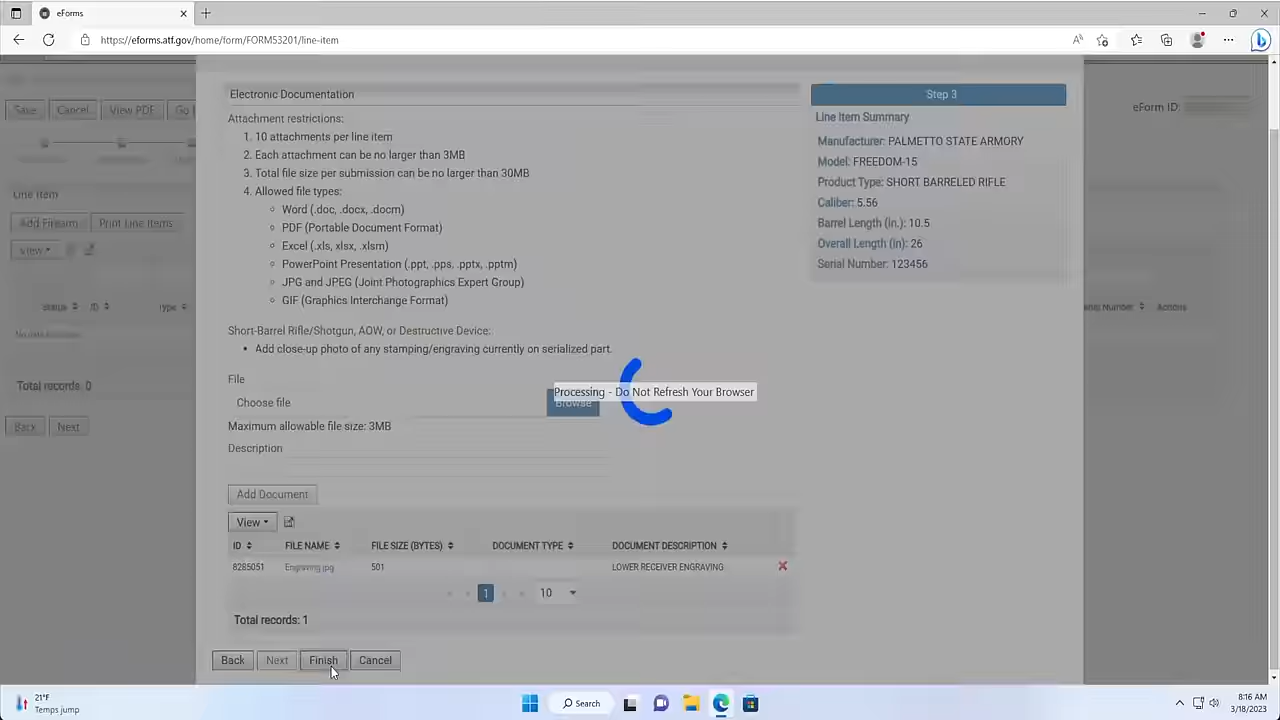 eForms
https://eforms.atf.gov/home/form/FORM53201/line-item
Save Cancel View PDF
eForm ID:
Line Item
Add Firearm Print Line Items
View
Status ID Type
Serial Number Actions
Total records: 0
Back Next
Electronic Documentation
Attachment restrictions:
1. 10 attachments per line item
2. Each attachment can be no larger than 3MB
3. Total file size per submission can be no larger than 30MB
4. Allowed file types:
Word (.doc, .docx, .docm)
PDF (Portable Document Format)
Excel (.xls, xlsx, .xlsm)
PowerPoint Presentation (.ppt, .pps, .pptx, .pptm)
JPG and JPEG (Joint Photographics Expert Group)
GIF (Graphics Interchange Format)
Short-Barrel Rifle/Shotgun, AOW, or Destructive Device:
Add close-up photo of any stamping/engraving currently on serialized part.
File
Choose file Browse
Processing - Do Not Refresh Your Browser
Maximum allowable file size: 3MB
Description
Add Document
View
ID FILE NAME FILE SIZE (BYTES) DOCUMENT TYPE DOCUMENT DESCRIPTION
8285051 Engraving.jpg 501 LOWER RECEIVER ENGRAVING
1 10
Total records: 1
Back Next Finish Cancel
Step 3
Line Item Summary
Manufacturer: PALMETTO STATE ARMORY
Model: FREEDOM-15
Product Type: SHORT BARRELED RIFLE
Caliber: 5.56
Barrel Length (in.): 10.5
Overall Length (in): 26
Serial Number: 123456
21°F
Temps jump
Search
8:16 AM
3/18/2023